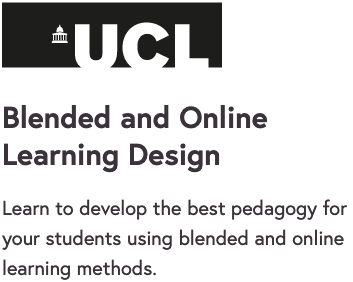 UCL
Blended and Online
Learning Design
Learn to develop the best pedagogy for
your students using blended and online
learning methods.